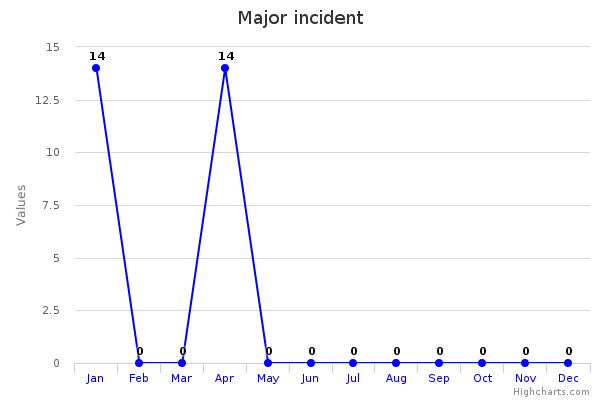 Major incident
15
14 14
12.5
10
7.5
5
2.5
0 0 0 0 0 0 0 0 0 0
0
Values
Jan Feb Mar Apr May Jun Jul Aug Sep Oct Nov Dec
Highcharts.com